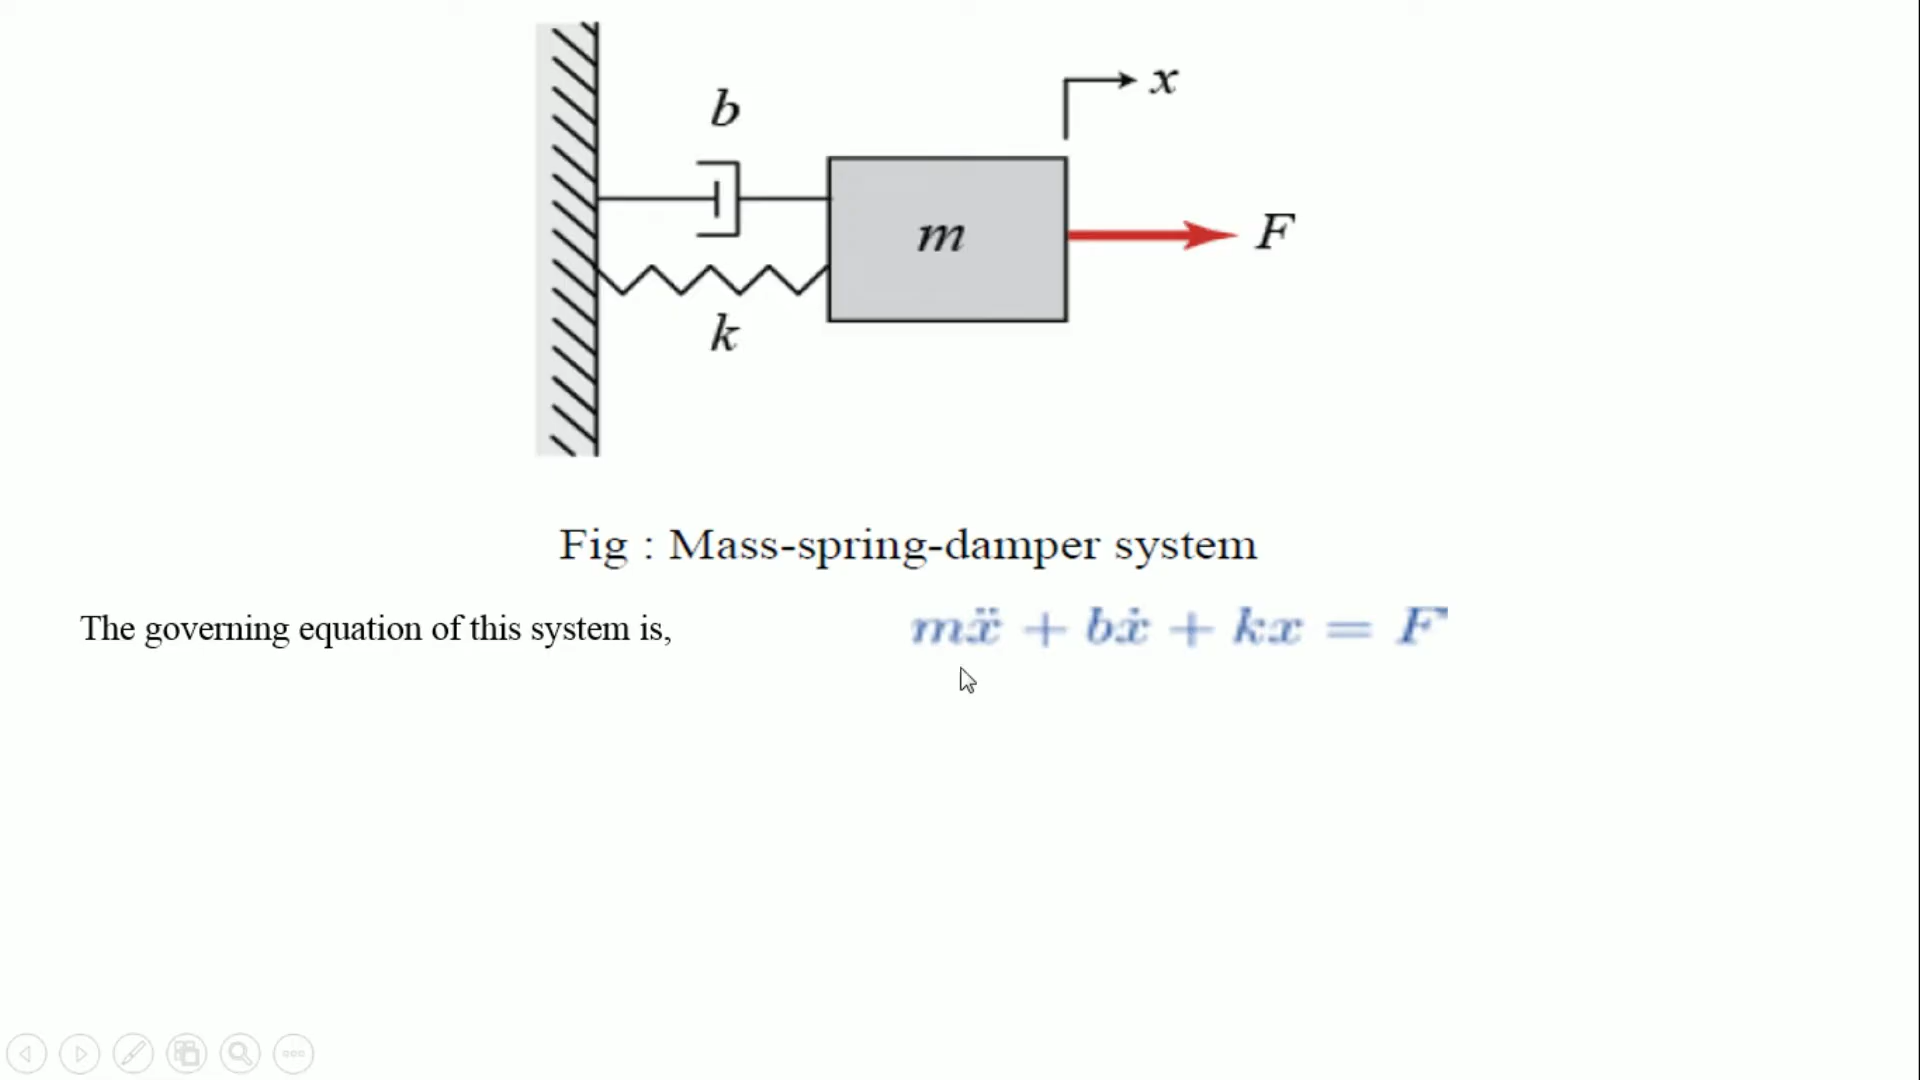 x
b
m
F
k
Fig : Mass-spring-damper system
The governing equation of this system is, mẍ + bẋ + kx = F